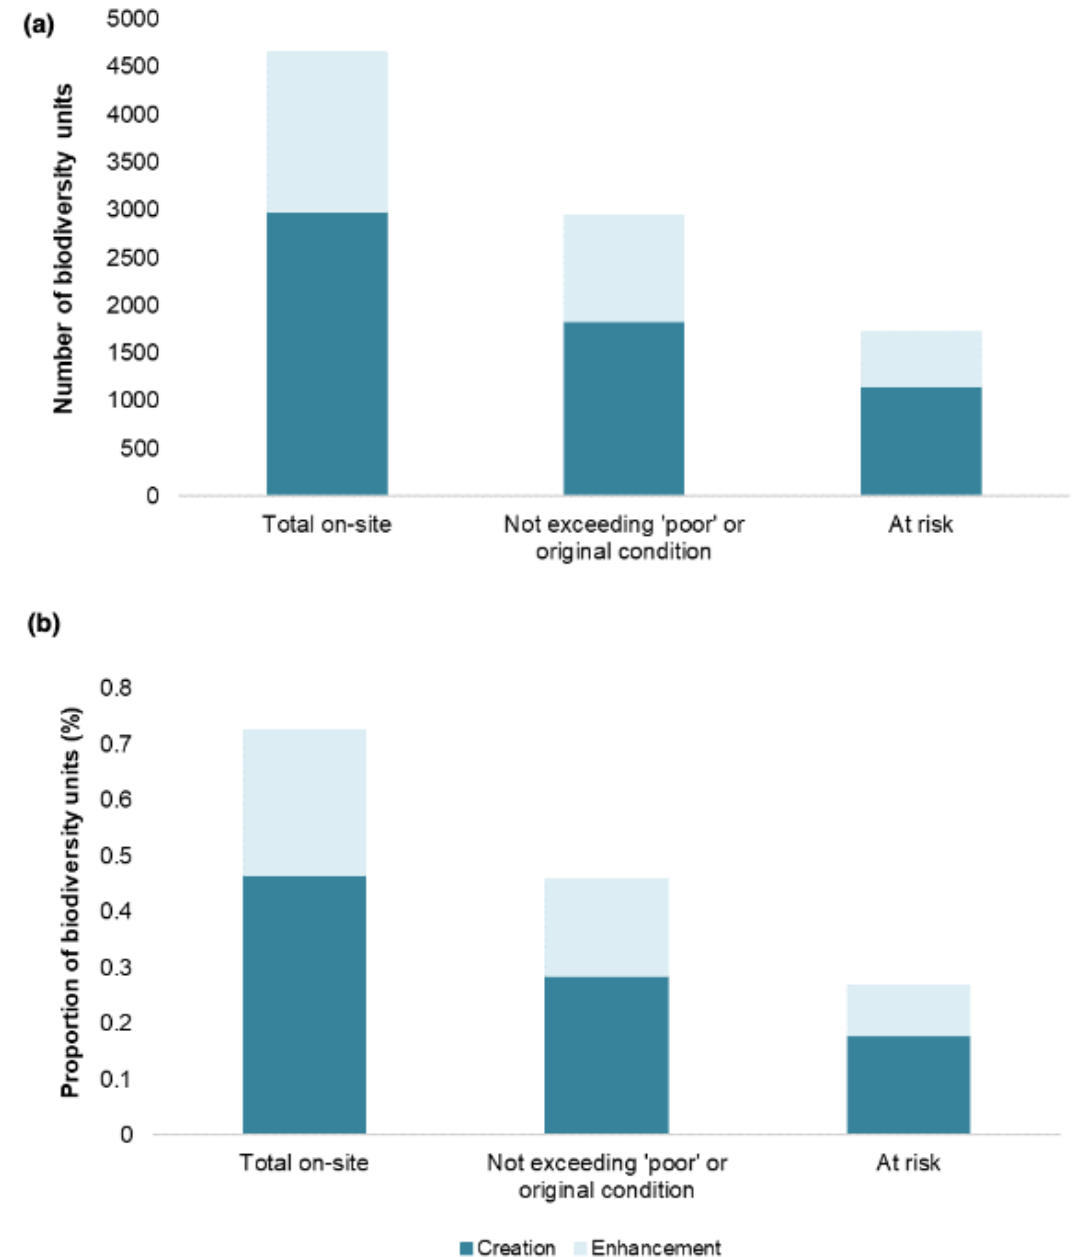 (a)
Number of biodiversity units
5000
4500
4000
3500
3000
2500
2000
1500
1000
500
0
Total on-site
Not exceeding 'poor' or
original condition
At risk
(b)
Proportion of biodiversity units (%)
0.8
0.7
0.6
0.5
0.4
0.3
0.2
0.1
0
Total on-site
Not exceeding 'poor' or
original condition
At risk
Creation Enhancement